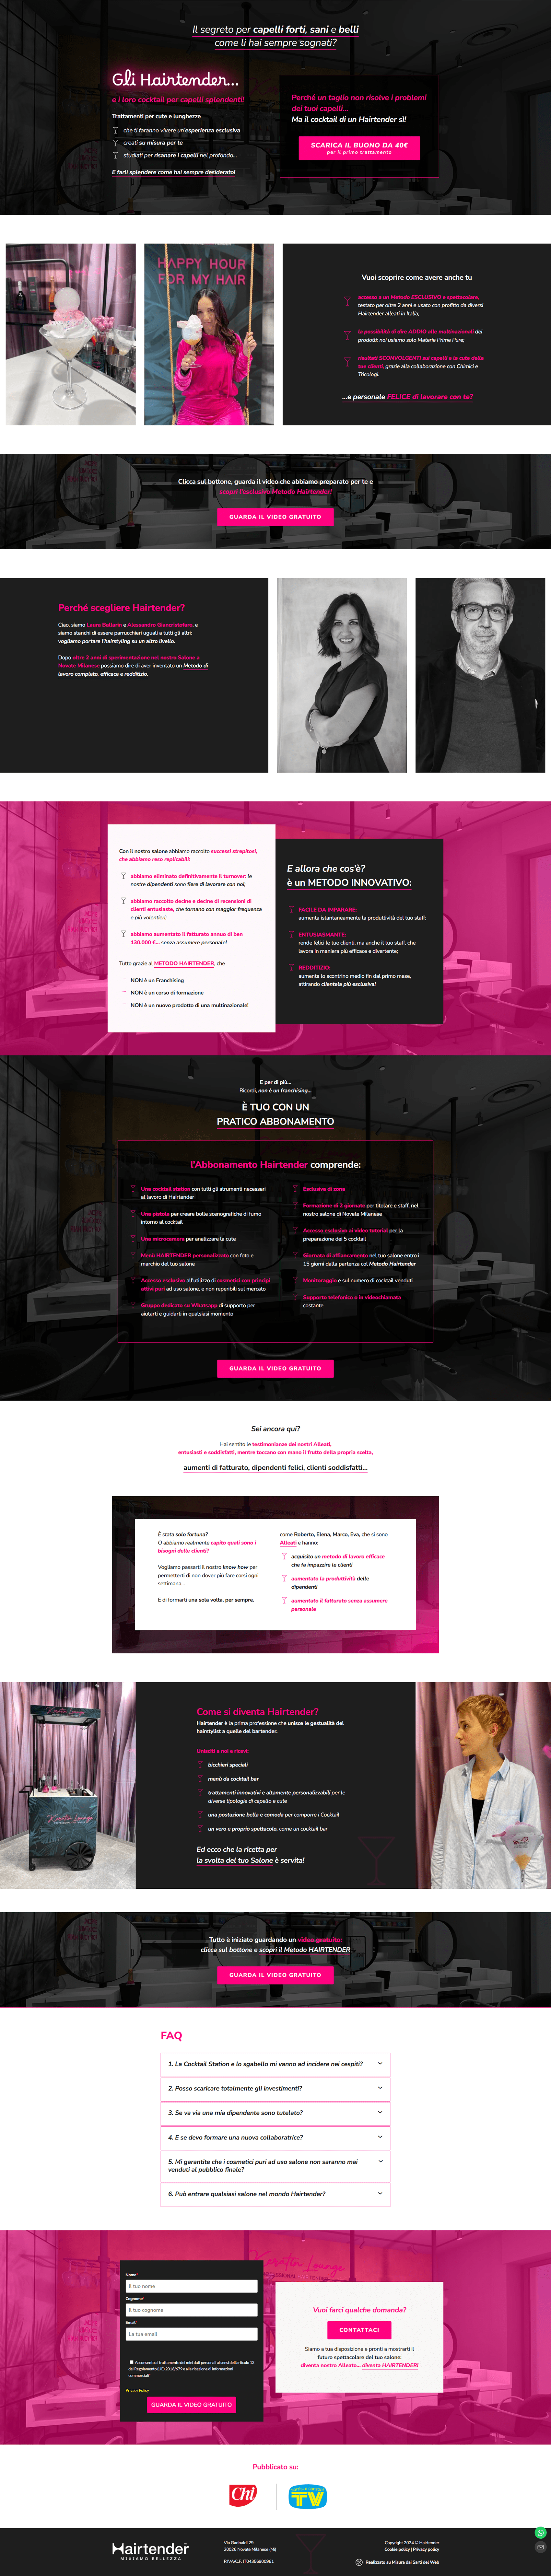 Il segreto per capelli forti, sani e belli
come li hai sempre sognati?
Gli Hairtender...
e i loro cocktail per capelli splendenti!
Trattamenti per cute e lunghezze
che ti faranno vivere un'esperienza esclusiva
creati su misura per te
studiati per risanare i capelli nel profondo...
E farli splendere come hai sempre desiderato!
Perché un taglio non risolve i problemi
dei tuoi capelli...
Ma il cocktail di un Hairtender sì!
SCARICA IL BUONO DA 40€
per il primo trattamento
HAPPY HOUR
FOR MY HAIR
Vuoi scoprire come avere anche tu
accesso a un Metodo ESCLUSIVO e spettacolare,
testato per oltre 2 anni e usato con profitto da diversi
Hairtender alleati in Italia;
la possibilità di dire ADDIO alle multinazionali dei
prodotti: noi usiamo solo Materie Prime Pure;
risultati SCONVOLGENTI sui capelli e la cute delle
tue clienti, grazie alla collaborazione con Chimici e
Tricologi.
...e personale FELICE di lavorare con te?
Clicca sul bottone, guarda il video che abbiamo preparato per te e
scopri l'esclusivo Metodo Hairtender!
GUARDA IL VIDEO GRATUITO
Perché scegliere Hairtender?
Ciao, siamo Laura Ballarin e Alessandro Giancristofaro, e
siamo stanchi di essere parrucchieri uguali a tutti gli altri:
vogliamo portare l'hairstyling su un altro livello.
Dopo oltre 2 anni di sperimentazione nel nostro Salone a
Novate Milanese possiamo dire di aver inventato un Metodo di
lavoro completo, efficace e redditizio.
Con il nostro salone abbiamo raccolto successi strepitosi,
che abbiamo reso replicabili:
abbiamo eliminato definitivamente il turnover: le
nostre dipendenti sono fiere di lavorare con noi;
abbiamo raccolto decine e decine di recensioni di
clienti entusiaste, che tornano con maggior frequenza
e più volentieri;
abbiamo aumentato il fatturato annuo di ben
130.000 €... senza assumere personale!
Tutto grazie al METODO HAIRTENDER, che
NON è un Franchising
NON è un corso di formazione
NON è un nuovo prodotto di una multinazionale!
E allora che cos'è?
è un METODO INNOVATIVO:
FACILE DA IMPARARE:
aumenta istantaneamente la produttività del tuo staff.
ENTUSIASMANTE:
rende felici le tue clienti, ma anche il tuo staff, che
lavora in maniera più efficace e divertente;
REDDITIZIO:
aumenta lo scontrino medio fin dal primo mese,
attirando clientela più esclusiva!
E per di più...
Ricordi, non è un franchising...
È TUO CON UN
PRATICO ABBONAMENTO
l'Abbonamento Hairtender comprende:
Una cocktail station con tutti gli strumenti necessari
al lavoro di Hairtender
Una pistola per creare bolle scenografiche di fumo
intorno al cocktail
Una microcamera per analizzare la cute
Menù HAIRTENDER personalizzato con foto e
marchio del tuo salone
Accesso esclusivo all'utilizzo di cosmetici con principi
attivi puri ad uso salone, e non reperibili sul mercato
Gruppo dedicato su Whatsapp di supporto per
aiutarti e guidarti in qualsiasi momento
Esclusiva di zona
Formazione di 2 giornate per titolare e staff, nel
nostro salone di Novate Milanese
Accesso esclusivo ai video tutorial per la
preparazione dei 5 cocktail
Giornata di affiancamento nel tuo salone entro i
15 giorni dalla partenza col Metodo Hairtender
Monitoraggio e sul numero di cocktail venduti
Supporto telefonico e in videochiamata
costante
GUARDA IL VIDEO GRATUITO
Sei ancora qui?
Hai sentito le testimonianze dei nostri Alleati,
entusiasti e soddisfatti, mentre toccano con mano il frutto della propria scelta,
aumenti di fatturato, dipendenti felici, clienti soddisfatti...
È stata solo fortuna?
O abbiamo realmente capito quali sono i
bisogni delle clienti?
Vogliamo passarti il nostro know how per
permetterti di non dover più fare corsi ogni
settimana...
E di formarti una sola volta, per sempre.
come Roberto, Elena, Marco, Eva, che si sono
Alleati e hanno:
acquisito un metodo di lavoro efficace
che fa impazzire le clienti
aumentato la produttività delle
dipendenti
aumentato il fatturato senza assumere
personale
Keratin Lounge
Come si diventa Hairtender?
Hairtender è la prima professione che unisce le gestualità del
hairstylist a quelle del bartender.
Unisciti a noi e ricevi:
bicchieri speciali
menù da cocktail bar
trattamenti innovativi e altamente personalizzabili per le
diverse tipologie di capello e cute
una postazione bella e comoda per comporre i Cocktail
un vero e proprio spettacolo, come un cocktail bar
Ed ecco che la ricetta per
la svolta del tuo Salone è servita!
Tutto è iniziato guardando un video gratuito:
clicca sul bottone e scopri il Metodo HAIRTENDER
GUARDA IL VIDEO GRATUITO
FAQ
1. La Cocktail Station e lo sgabello mi vanno ad incidere nei cespiti?
2. Posso scaricare totalmente gli investimenti?
3. Se va via una mia dipendente sono tutelato?
4. E se devo formare una nuova collaboratrice?
5. Mi garantite che i cosmetici puri ad uso salone non saranno mai
venduti al pubblico finale?
6. Può entrare qualsiasi salone nel mondo Hairtender?
Keratin Lounge
Nome*
Il tuo nome
Cognome*
Il tuo cognome
Email*
La tua email
Acconsento al trattamento dei miei dati personali ai sensi dell'articolo 13
del Regolamento (UE) 2016/679 e alla ricezione di informazioni
commerciali*
Privacy Policy
GUARDA IL VIDEO GRATUITO
Vuoi farci qualche domanda?
CONTATTACI
Siamo a tua disposizione e pronti a mostrarti il
futuro spettacolare del tuo salone:
diventa nostro Alleato... diventa HAIRTENDER!
Pubblicato su:
Chi
TV
Hairtender
MIXIAMO BELLEZZA
Via Garibaldi 29
20026 Novate Milanese (MI)
P.IVA/C.F. IT04358900961
Copyright 2024 © Hairtender
Cookie policy | Privacy policy
Realizzato su Misura dai Sarti del Web